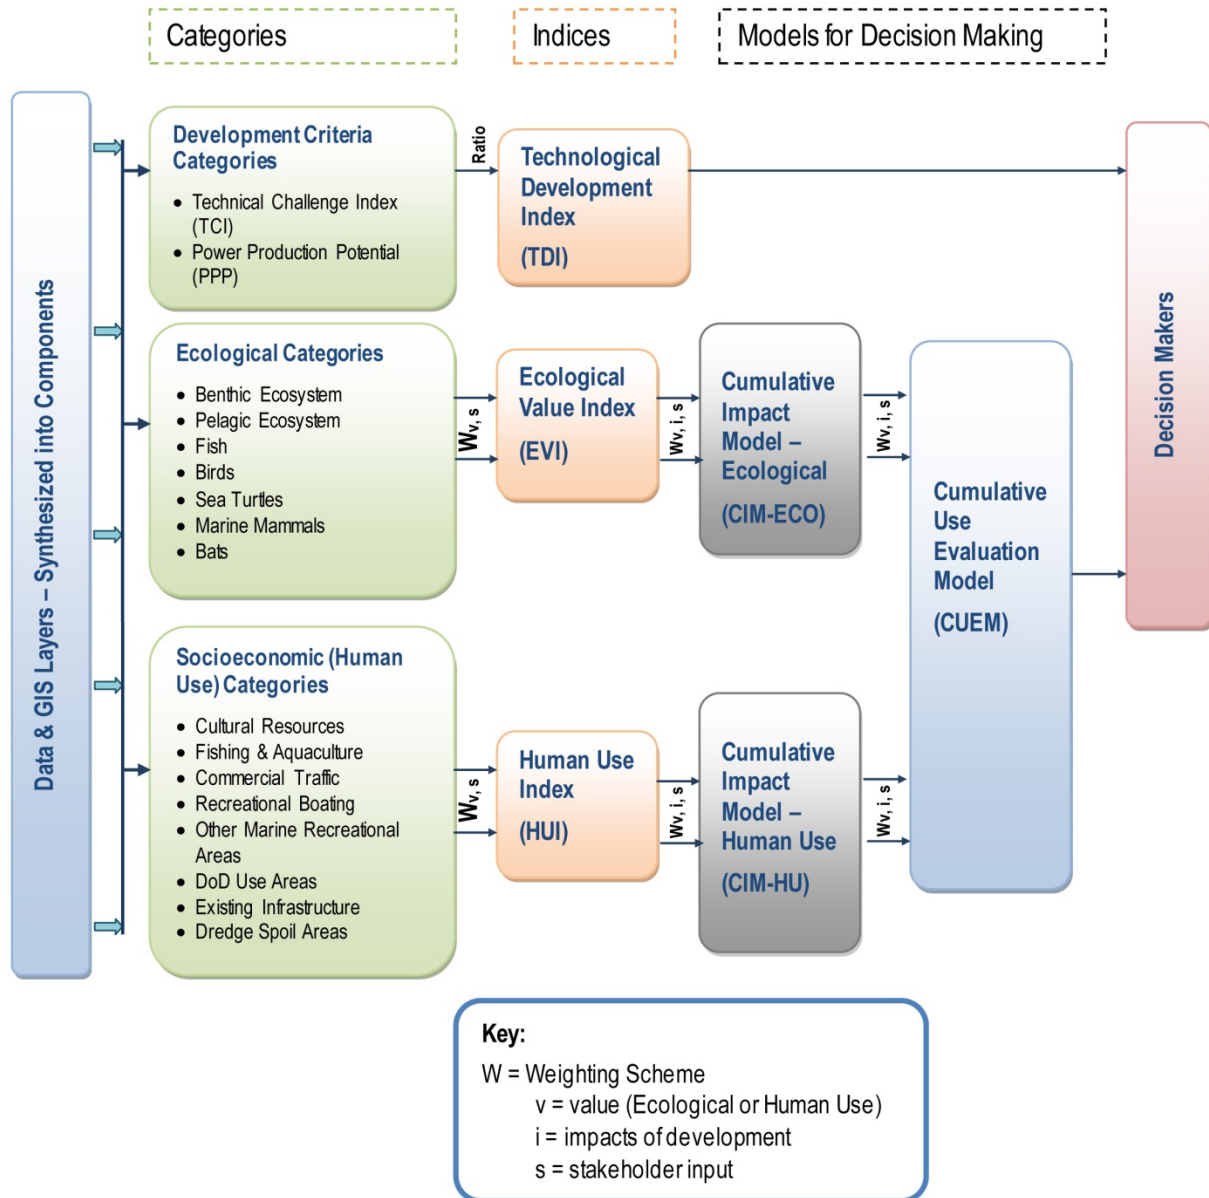 Categories
Indices
Models for Decision Making
Data & GIS Layers – Synthesized into Components
Development Criteria
Categories
• Technical Challenge Index
(TCI)
• Power Production Potential
(PPP)
Ratio
Technological
Development
Index
(TDI)
Ecological Categories
• Benthic Ecosystem
• Pelagic Ecosystem
• Fish
• Birds
• Sea Turtles
• Marine Mammals
• Bats
Wv, s
Ecological
Value Index
(EVI)
Wv, i, s
Cumulative
Impact
Model –
Ecological
(CIM-ECO)
Wv, i, s
Socioeconomic (Human
Use) Categories
• Cultural Resources
• Fishing & Aquaculture
• Commercial Traffic
• Recreational Boating
• Other Marine Recreational
Areas
• DoD Use Areas
• Existing Infrastructure
• Dredge Spoil Areas
Wv, s
Human Use
Index
(HUI)
Wv, i, s
Cumulative
Impact
Model –
Human Use
(CIM-HU)
Wv, i, s
Cumulative
Use
Evaluation
Model
(CUEM)
Decision Makers
Key:
W = Weighting Scheme
v = value (Ecological or Human Use)
i = impacts of development
s = stakeholder input